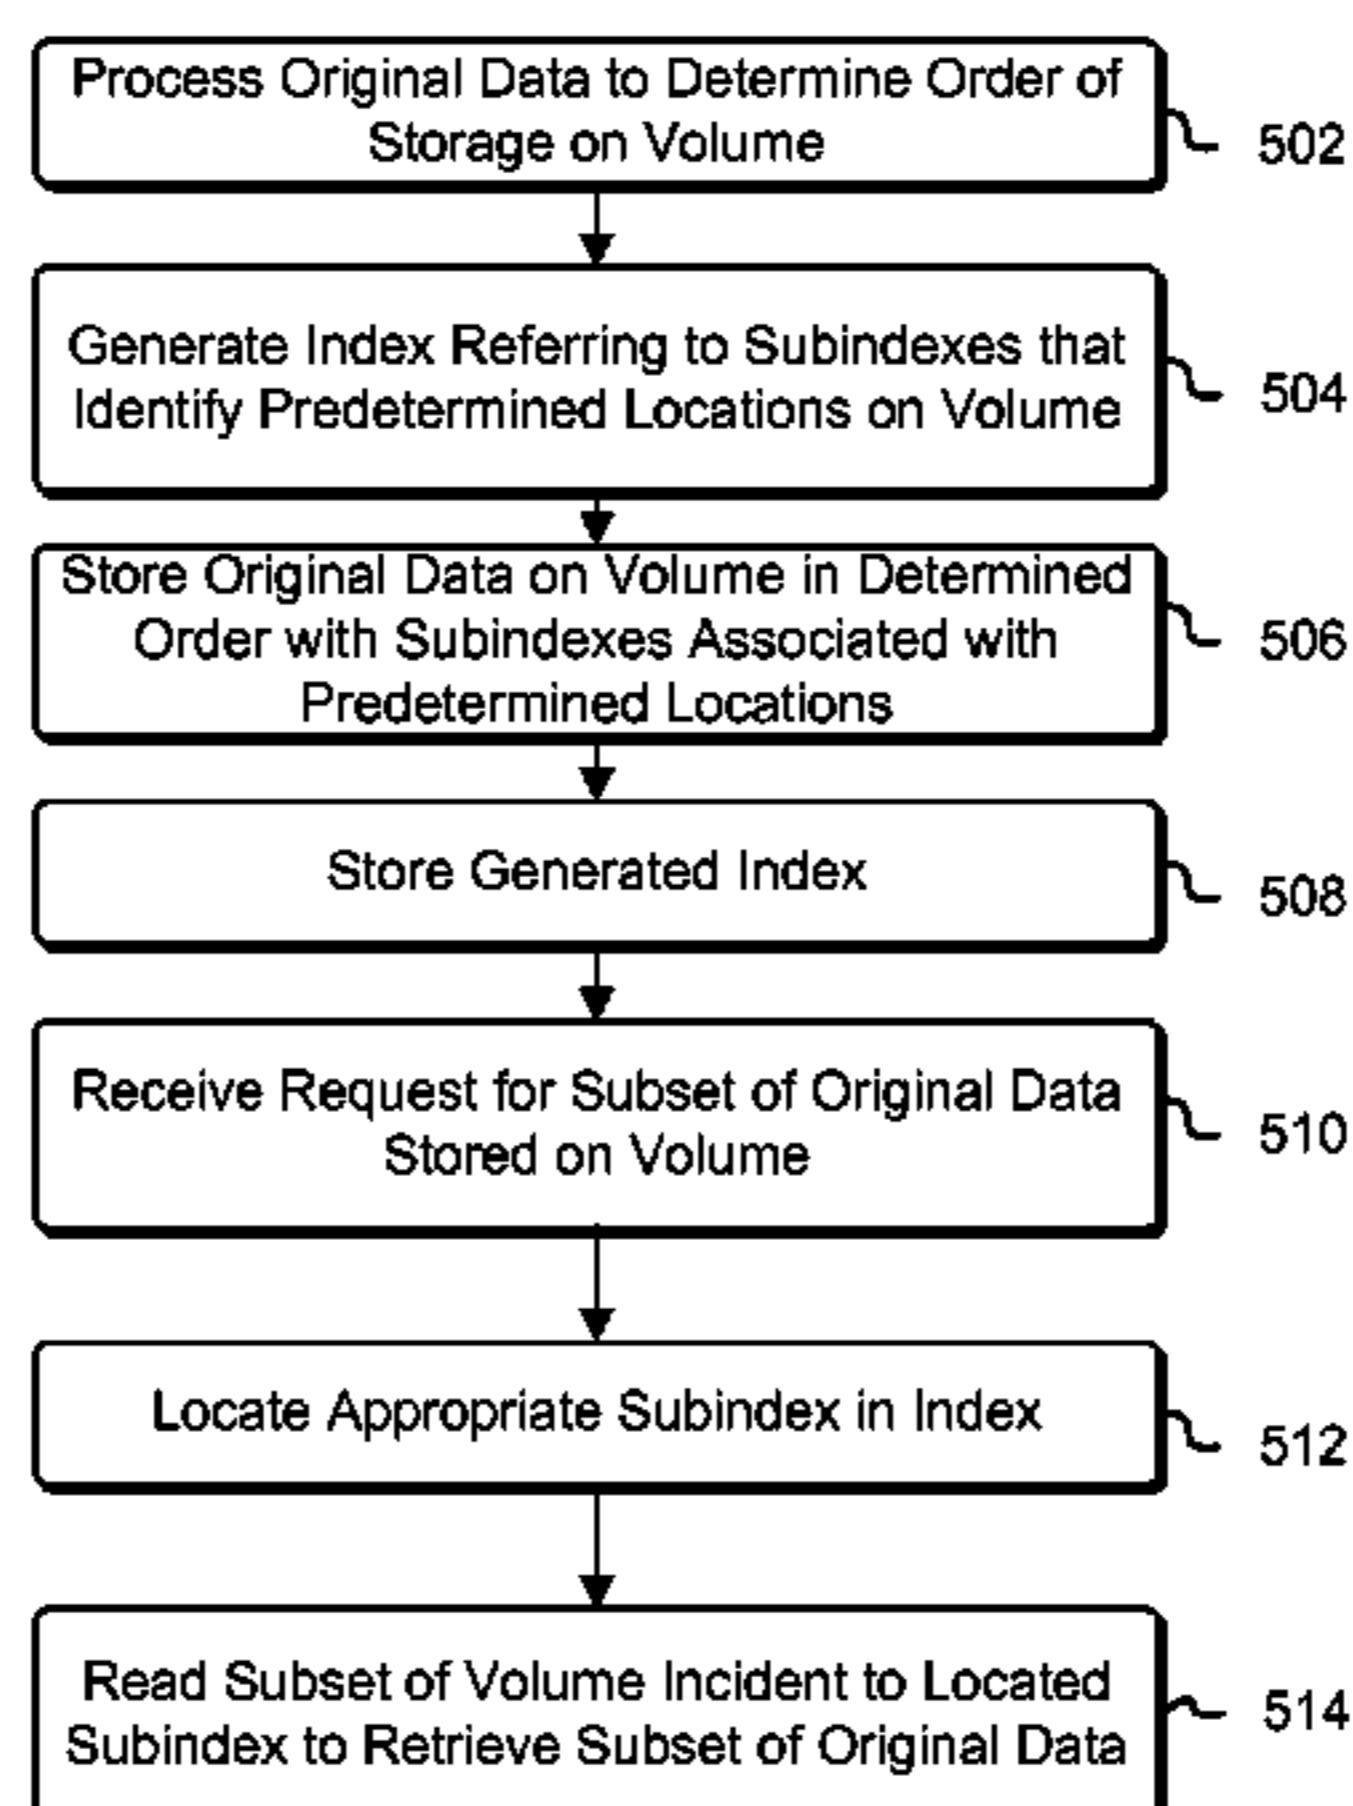 Process Original Data to Determine Order of
Storage on Volume
502
Generate Index Referring to Subindexes that
Identify Predetermined Locations on Volume
504
Store Original Data on Volume in Determined
Order with Subindexes Associated with
Predetermined Locations
506
Store Generated Index
508
Receive Request for Subset of Original Data
Stored on Volume
510
Locate Appropriate Subindex in Index
512
Read Subset of Volume Incident to Located
Subindex to Retrieve Subset of Original Data
514